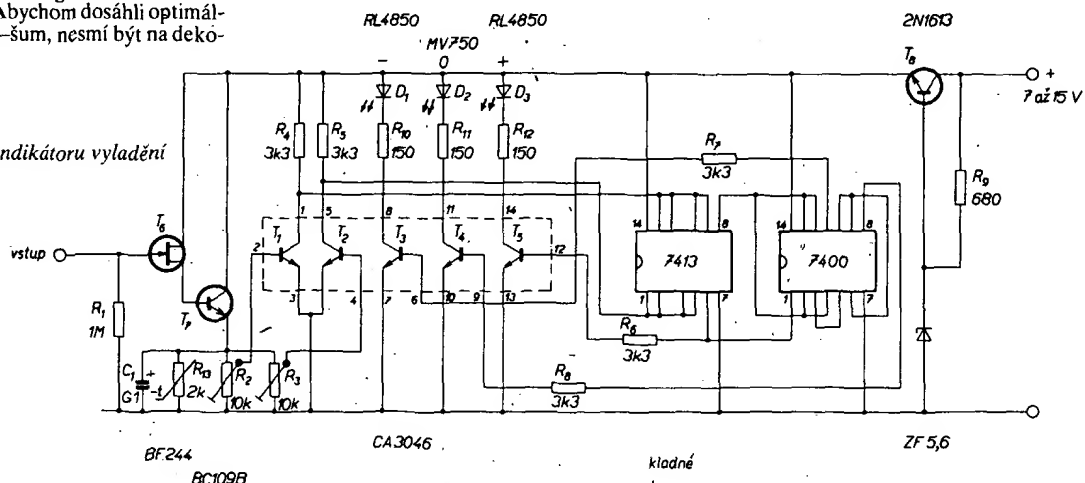 Abychom dosáhli optimál-
–šum, nesmí být na deko-
ndikátoru vyladění
RL4850
RL4850
2N1613
MV750
–
0
+
T8
+
7 až 15 V
D1
D2
D3
R4
3k3
R5
3k3
R10
150
R11
150
R12
150
R7
3k3
R9
680
1
5
8
11
14
14
8
14
8
T6
vstup
2
T1
T2
T3
T4
T5
12
7413
7400
3
4
7
6
10
9
13
1
7
1
7
T7
R1
1M
R6
3k3
R8
3k3
C1
+
G1
-t
R13
2k
R2
10k
R3
10k
BF244
BC109B
CA3046
kladné
ZF5,6